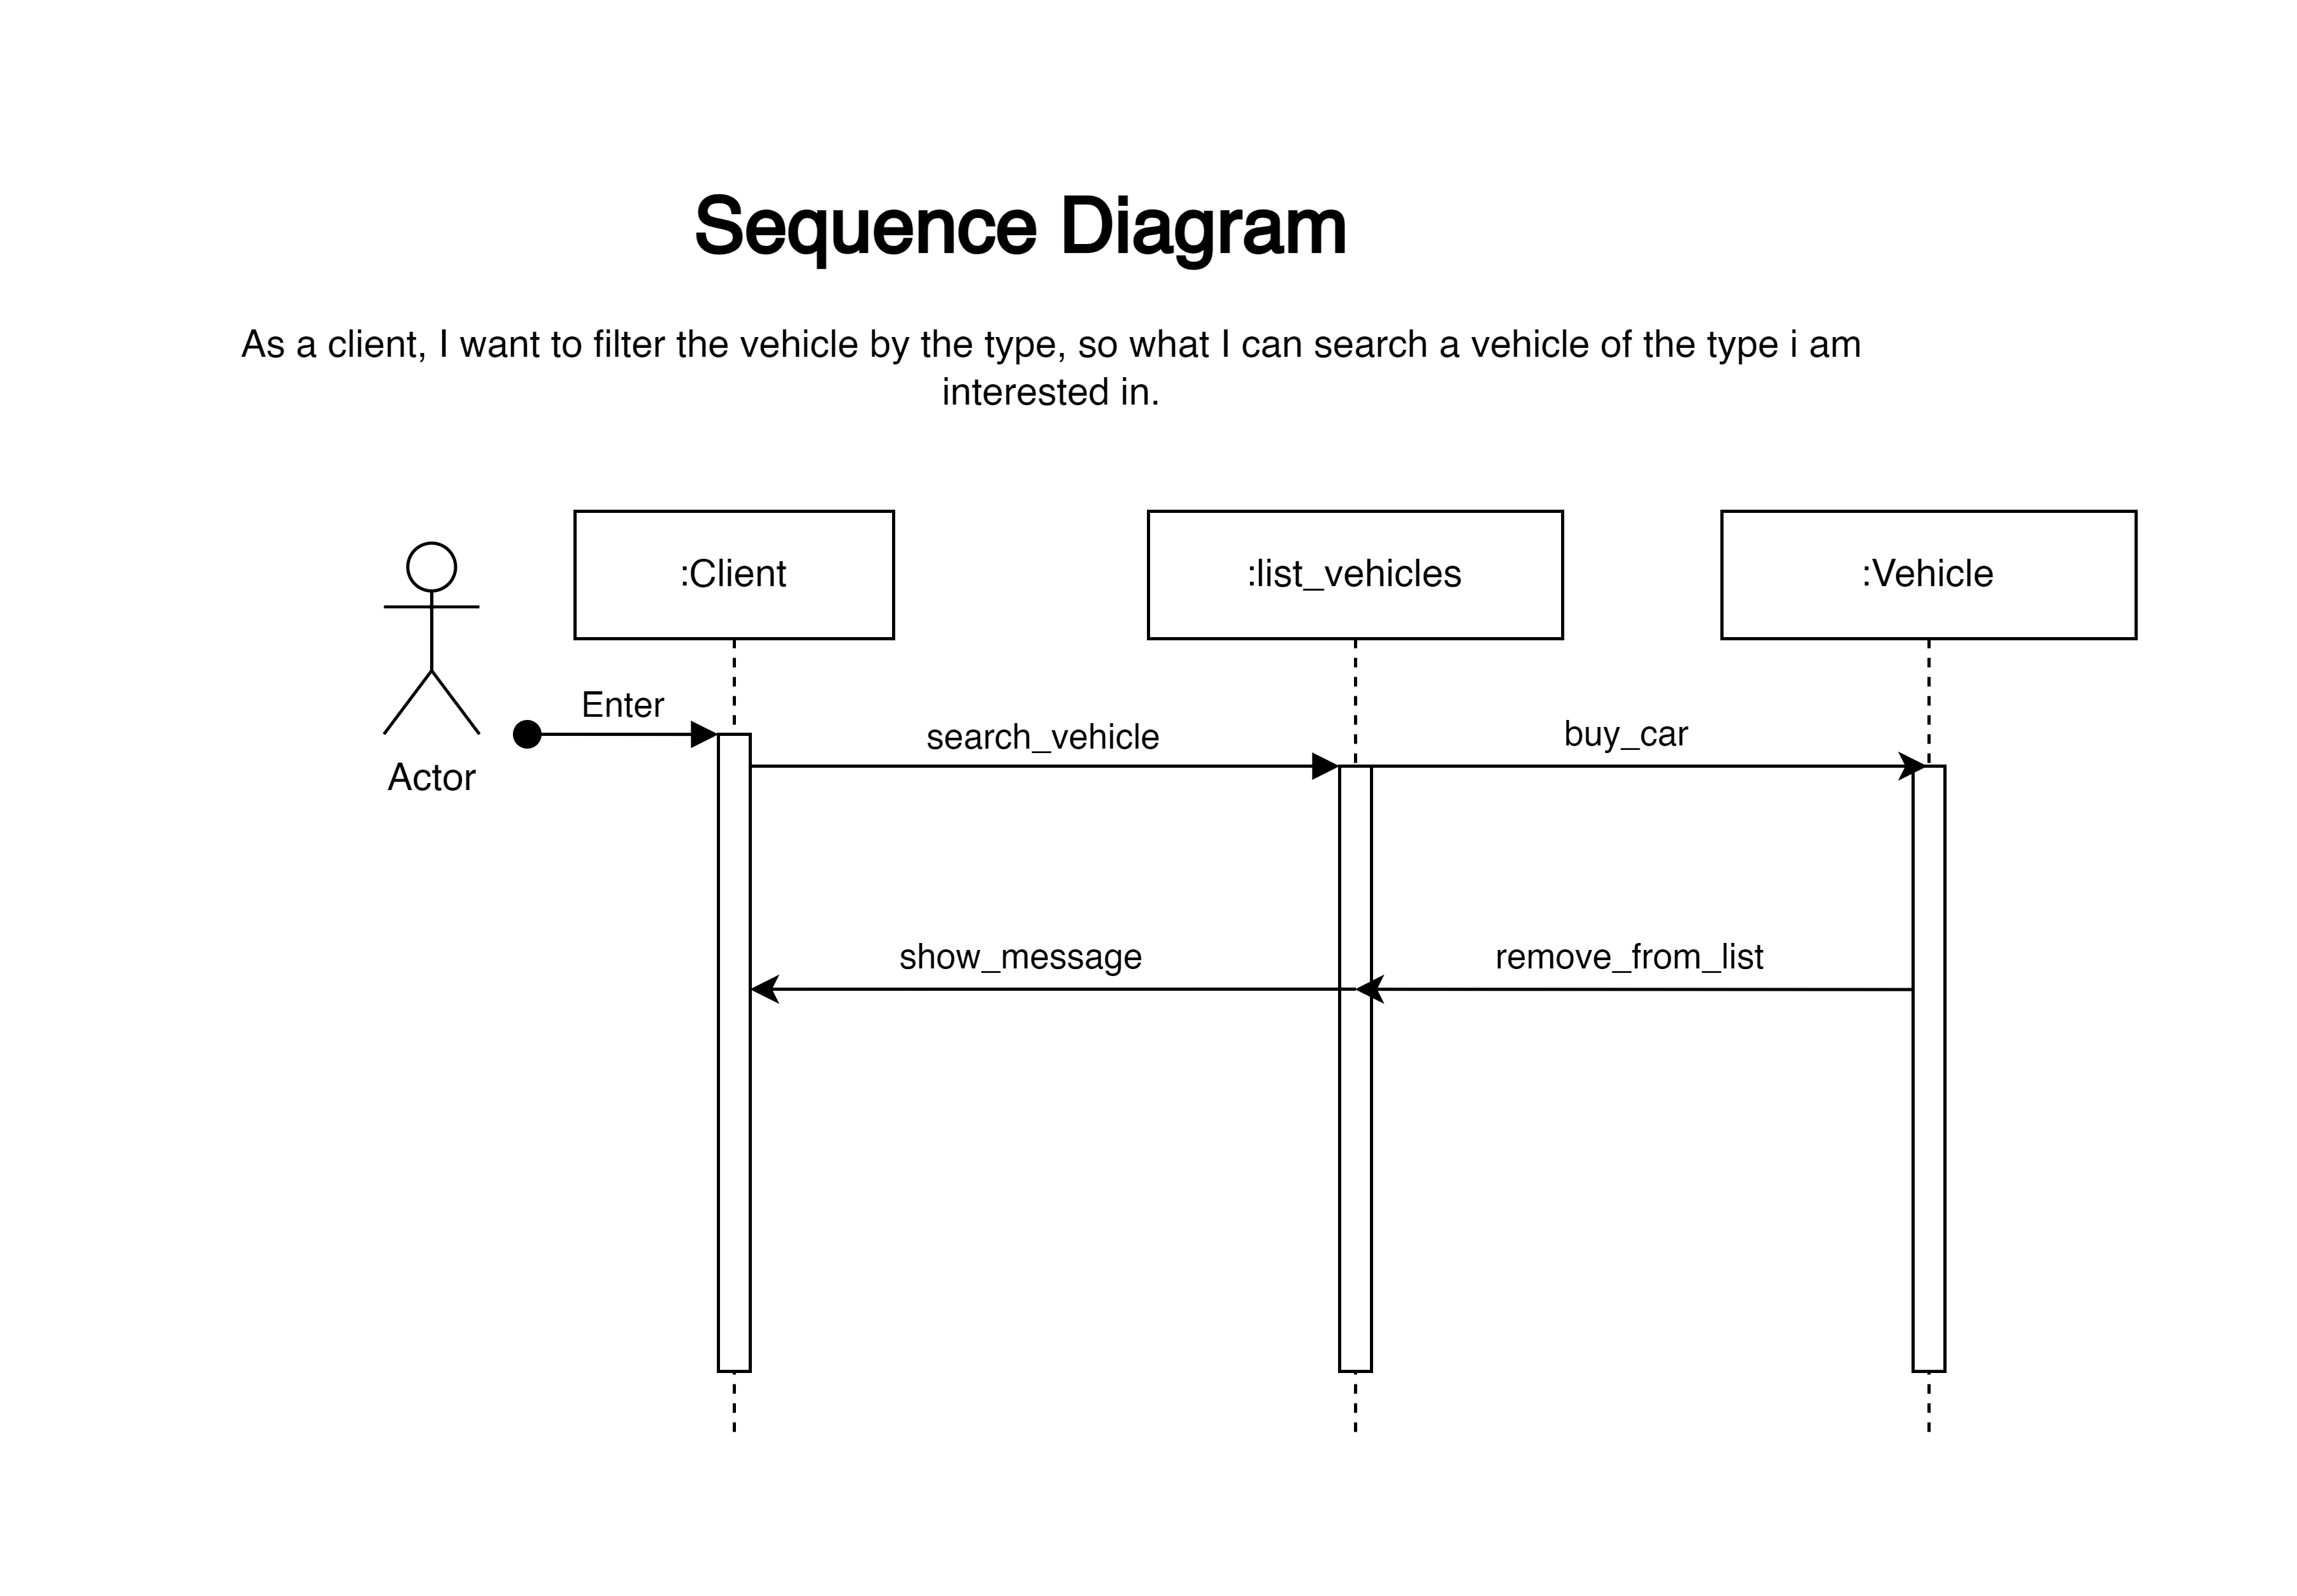 Sequence Diagram
As a client, I want to filter the vehicle by the type, so what I can search a vehicle of the type i am
interested in.
:Client
:list_vehicles
:Vehicle
Enter
search_vehicle
buy_car
Actor
show_message
remove_from_list